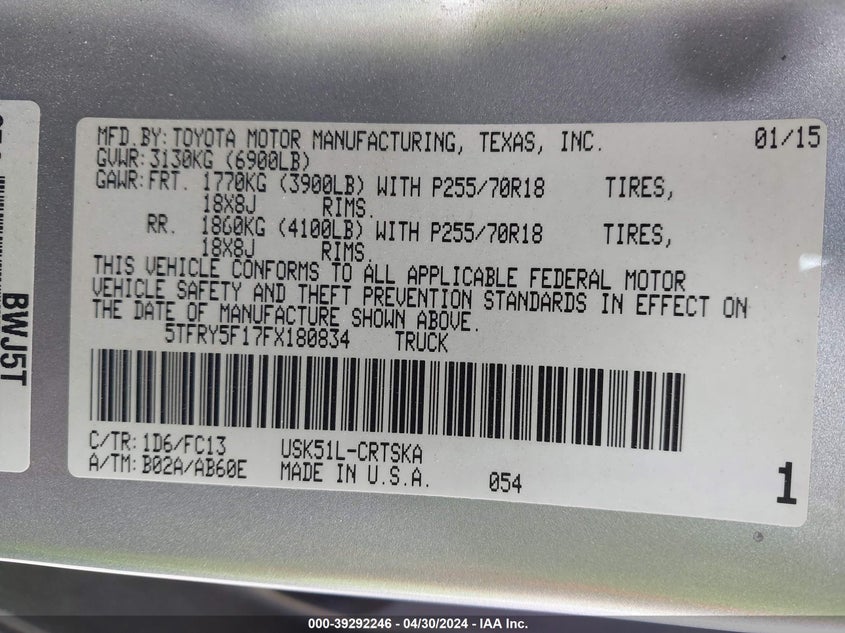 MFD.BY:TOYOTA MOTOR MANUFACTURING, TEXAS, INC. 01/15
GVWR:3130KG (6900LB)
GAWR:FRT. 1770KG (3900LB) WITH P255/70R18 TIRES,
18X8J RIMS.
RR. 1860KG (4100LB) WITH P255/70R18 TIRES,
18X8J RIMS.
THIS VEHICLE CONFORMS TO ALL APPLICABLE FEDERAL MOTOR
VEHICLE SAFETY AND THEFT PREVENTION STANDARDS IN EFFECT ON
THE DATE OF MANUFACTURE SHOWN ABOVE.
5TFRY5F17FX180834 TRUCK
C/TR:1D6/FC13 USK51L-CRTSKA
A/TM:B02A/AB60E MADE IN U.S.A. 054 1
BWJ5T
000-39292246 - 04/30/2024 - IAA Inc.